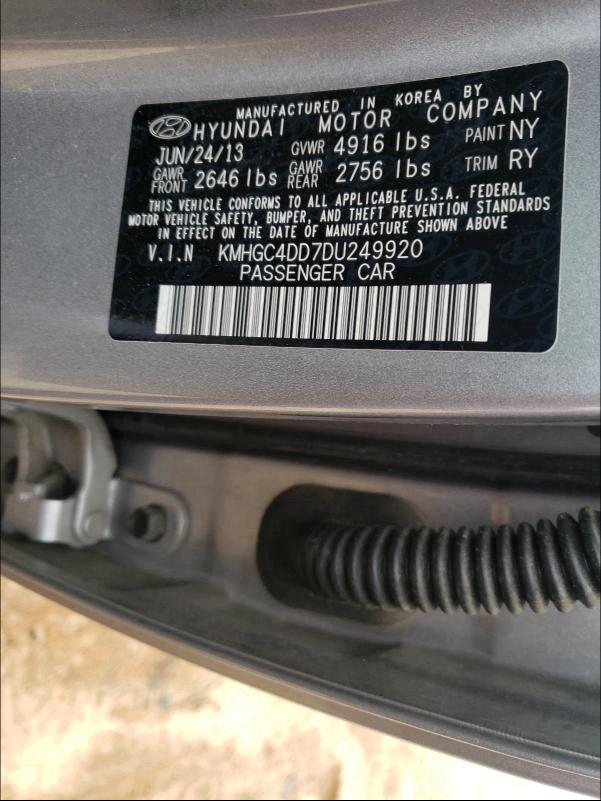 MANUFACTURED IN KOREA BY
HYUNDAI MOTOR COMPANY
JUN/24/13 GVWR 4916 lbs PAINT NY
GAWR FRONT 2646 lbs GAWR REAR 2756 lbs TRIM RY
THIS VEHICLE CONFORMS TO ALL APPLICABLE U.S.A. FEDERAL
MOTOR VEHICLE SAFETY, BUMPER, AND THEFT PREVENTION STANDARDS
IN EFFECT ON THE DATE OF MANUFACTURE SHOWN ABOVE
V.I.N KMHGC4DD7DU249920
PASSENGER CAR